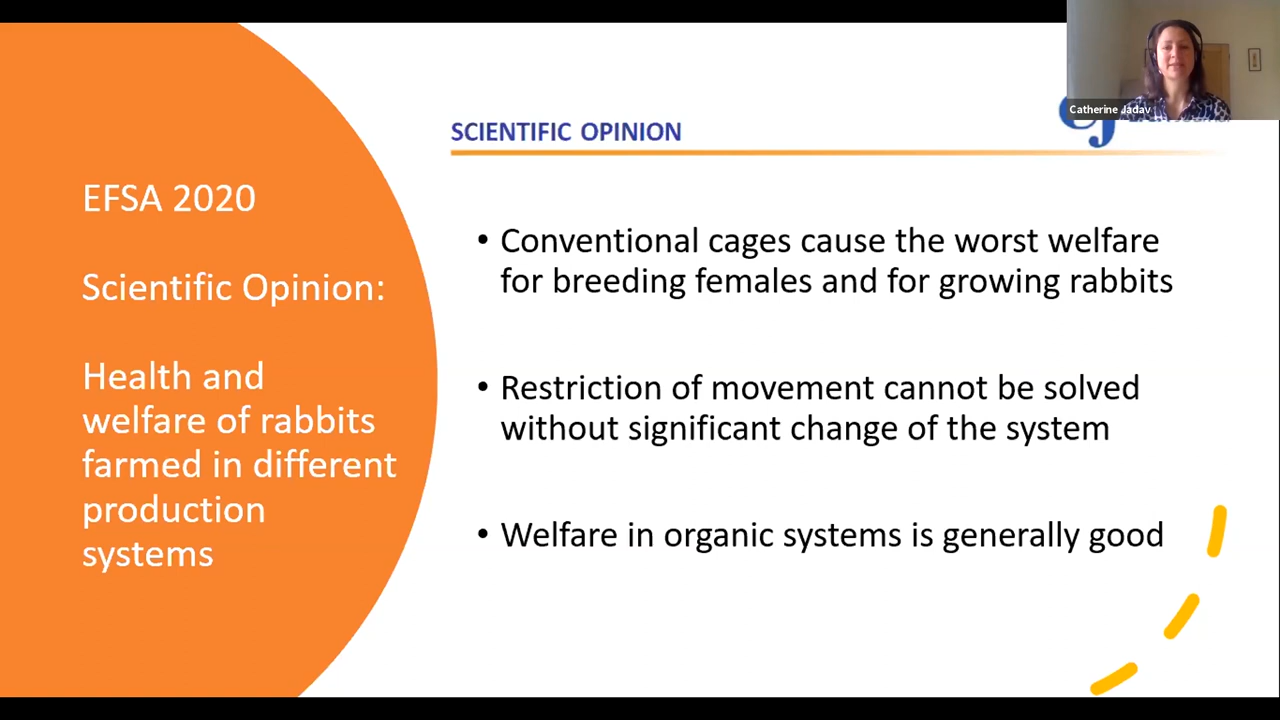 EFSA 2020
Scientific Opinion:
Health and
welfare of rabbits
farmed in different
production
systems
SCIENTIFIC OPINION
• Conventional cages cause the worst welfare
for breeding females and for growing rabbits
• Restriction of movement cannot be solved
without significant change of the system
• Welfare in organic systems is generally good
Catherine Jadav